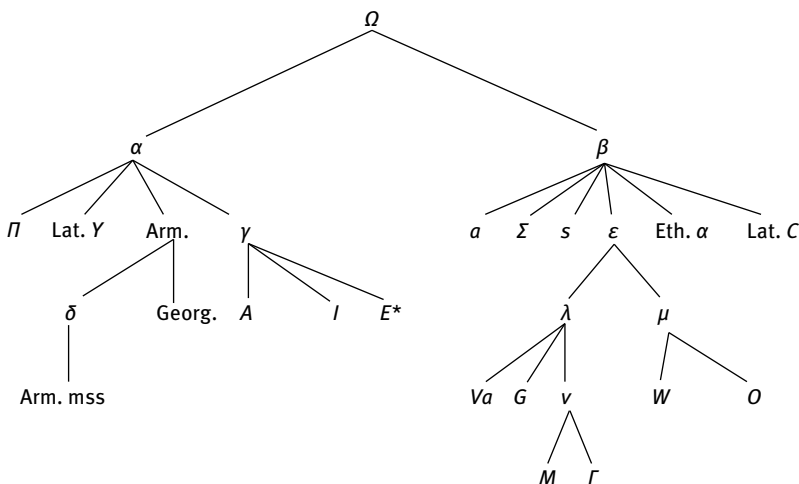 Ω
α β
Π Lat. Y Arm. γ a Σ s ε Eth. α Lat. C
δ Georg. A I E* λ μ
Arm. mss Va G ν W O
M Γ